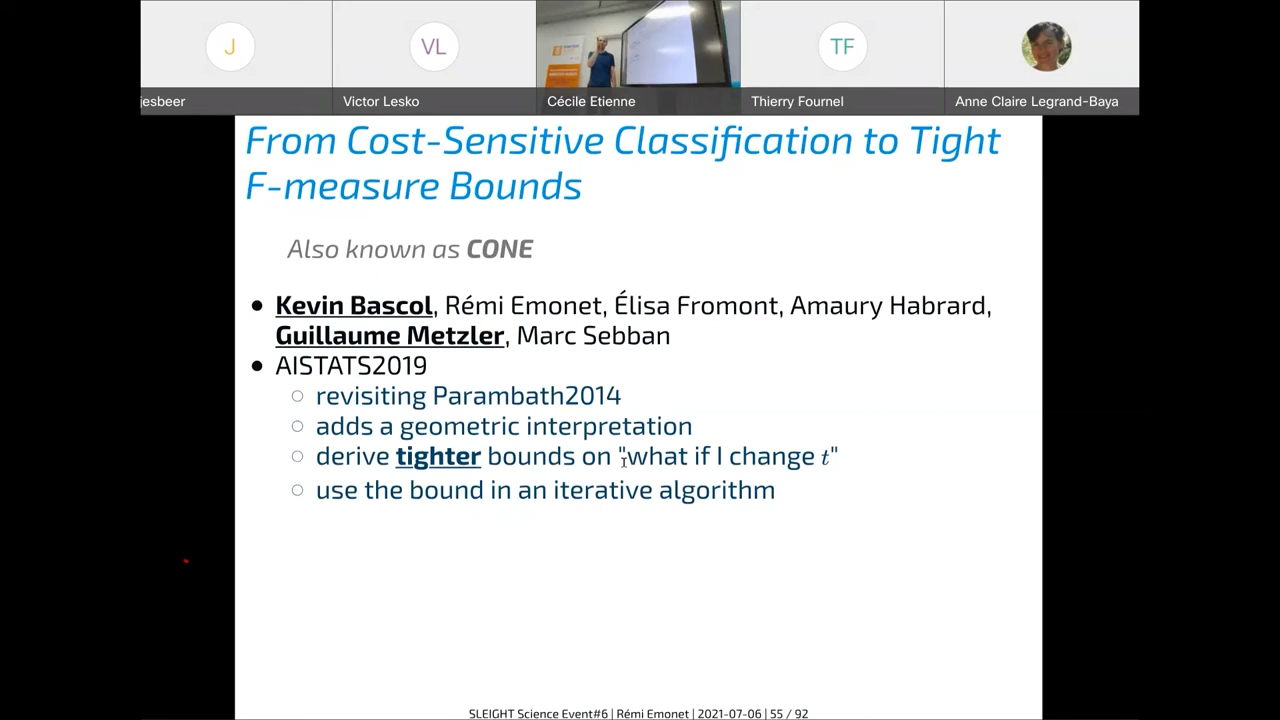 J
VL
TF
jesbeer
Victor Lesko
Cécile Etienne
Thierry Fournel
Anne Claire Legrand-Baya
From Cost-Sensitive Classification to Tight
F-measure Bounds
Also known as CONE
Kevin Bascol, Rémi Emonet, Élisa Fromont, Amaury Habrard,
Guillaume Metzler, Marc Sebban
AISTATS2019
revisiting Parambath2014
adds a geometric interpretation
derive tighter bounds on "what if I change t"
use the bound in an iterative algorithm
SLEIGHT Science Event#6 | Rémi Emonet | 2021-07-06 | 55 / 92